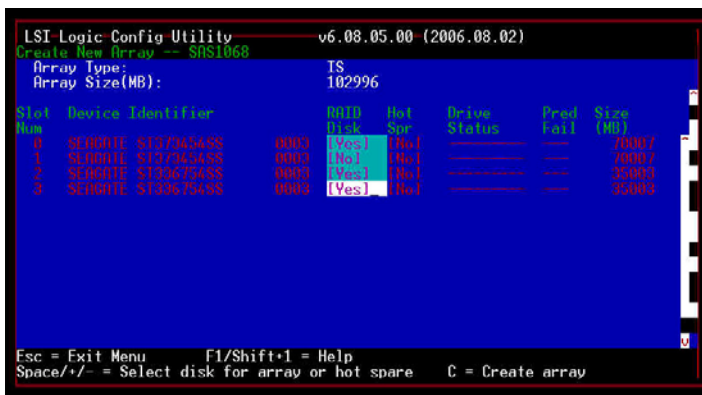 LSI Logic Config Utility v6.08.05.00 (2006.08.02)
Create New Array -- SAS1068
Array Type: IS
Array Size(MB): 102996
Slot Device Identifier RAID Hot Drive Pred Size
Num Disk Spr Status Fail (MB)
0 SEAGATE ST373454SS 0003 [Yes] [No] -------- ---- 70007
1 SEAGATE ST373454SS 0003 [No] [No] -------- ---- 70007
2 SEAGATE ST336754SS 0003 [Yes] [No] -------- ---- 35003
3 SEAGATE ST336754SS 0003 [Yes] [No] -------- ---- 35003
Esc = Exit Menu F1/Shift+1 = Help
Space/+/- = Select disk for array or hot spare C = Create array